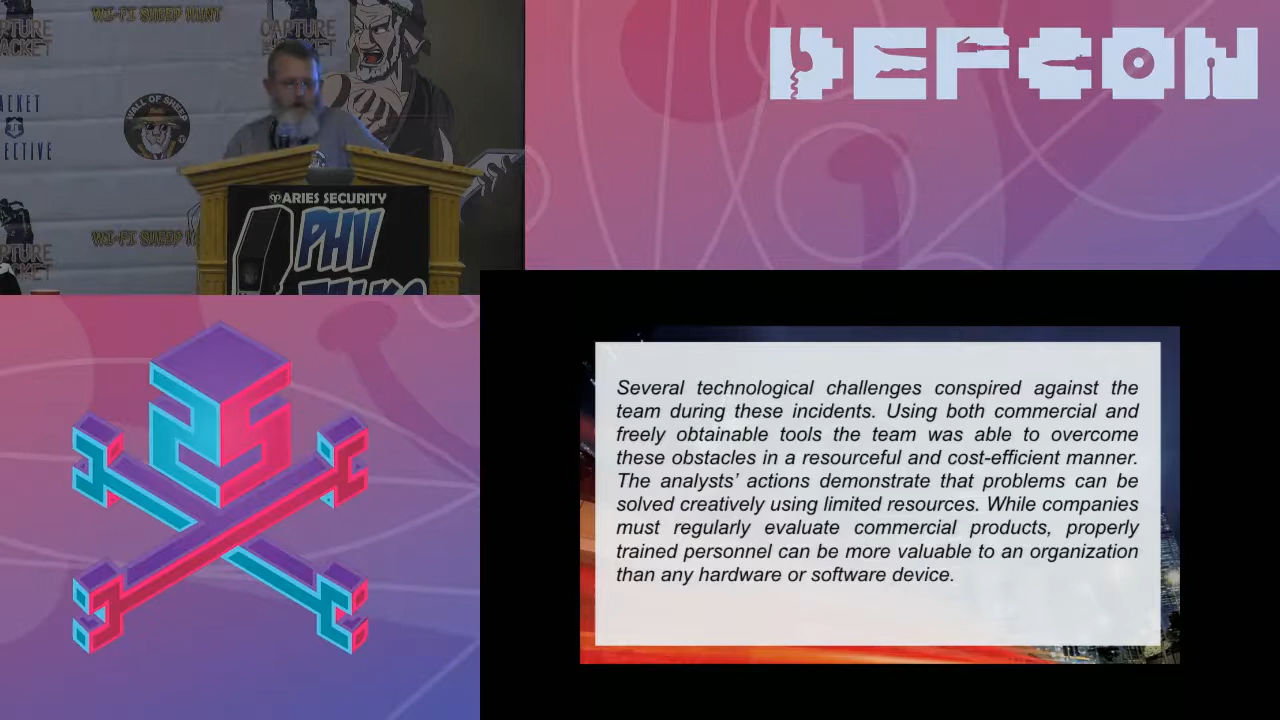 WI-FI SHEEP HUNT
CAPTURE
PACKET
WALL OF SHEEP
ARIES SECURITY
PHV
TALKS
DEFCON
Several technological challenges conspired against the
team during these incidents. Using both commercial and
freely obtainable tools the team was able to overcome
these obstacles in a resourceful and cost-efficient manner.
The analysts’ actions demonstrate that problems can be
solved creatively using limited resources. While companies
must regularly evaluate commercial products, properly
trained personnel can be more valuable to an organization
than any hardware or software device.